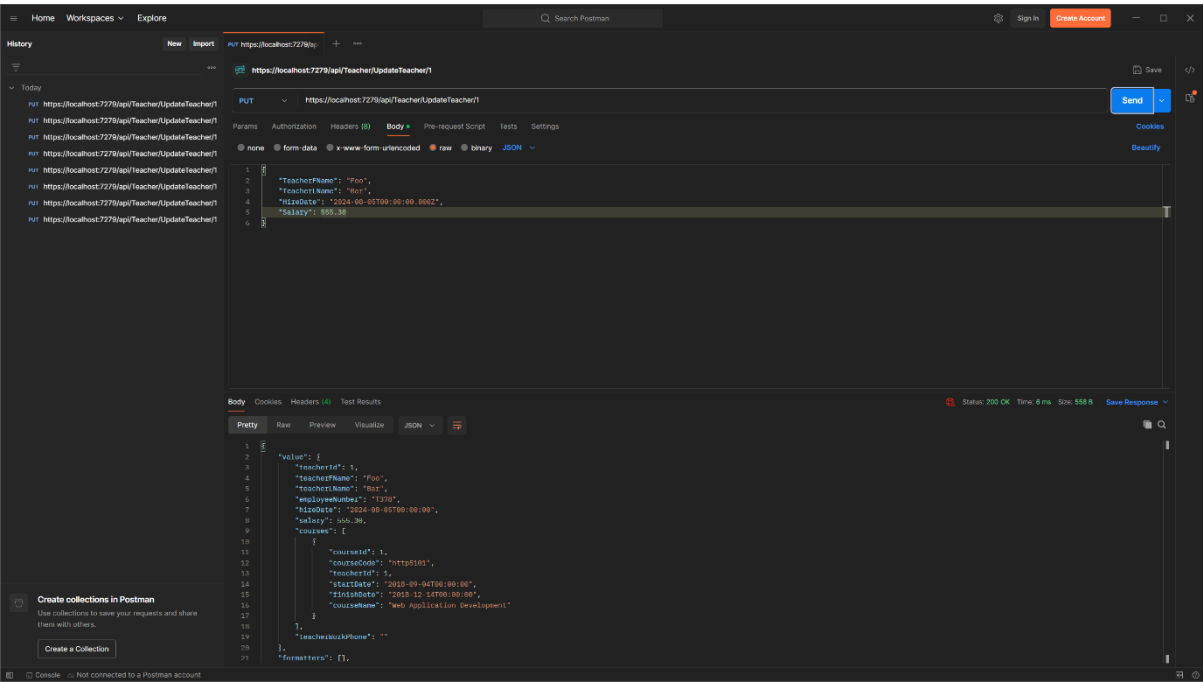 Home Workspaces Explore
Search Postman
Sign In Create Account
History New Import
PUT https://localhost:7279/ap
https://localhost:7279/api/Teacher/UpdateTeacher/1 Save
Today
PUT https://localhost:7279/api/Teacher/UpdateTeacher/1
PUT https://localhost:7279/api/Teacher/UpdateTeacher/1
PUT https://localhost:7279/api/Teacher/UpdateTeacher/1
PUT https://localhost:7279/api/Teacher/UpdateTeacher/1
PUT https://localhost:7279/api/Teacher/UpdateTeacher/1
PUT https://localhost:7279/api/Teacher/UpdateTeacher/1
PUT https://localhost:7279/api/Teacher/UpdateTeacher/1
PUT https://localhost:7279/api/Teacher/UpdateTeacher/1
PUT https://localhost:7279/api/Teacher/UpdateTeacher/1 Send
Params Authorization Headers (8) Body Pre-request Script Tests Settings Cookies
none form-data x-www-form-urlencoded raw binary JSON Beautify
1 {
2 "TeacherFName": "Foo",
3 "TeacherLName": "Bar",
4 "HireDate": "2024-08-05T00:00:00.000Z",
5 "Salary": 555.30
6 }
Body Cookies Headers (4) Test Results Status: 200 OK Time: 6 ms Size: 558 B Save Response
Pretty Raw Preview Visualize JSON
1 {
2 "value": {
3 "teacherId": 1,
4 "teacherFName": "Foo",
5 "teacherLName": "Bar",
6 "employeeNumber": "T378",
7 "hireDate": "2024-08-05T00:00:00",
8 "salary": 555.30,
9 "courses": [
10 {
11 "courseId": 1,
12 "courseCode": "http5101",
13 "teacherId": 1,
14 "startDate": "2018-09-04T00:00:00",
15 "finishDate": "2018-12-14T00:00:00",
16 "courseName": "Web Application Development"
17 }
18 ],
19 "teacherWorkPhone": ""
20 },
21 "formatters": [],
Create collections in Postman
Use collections to save your requests and share
them with others.
Create a Collection
Console Not connected to a Postman account